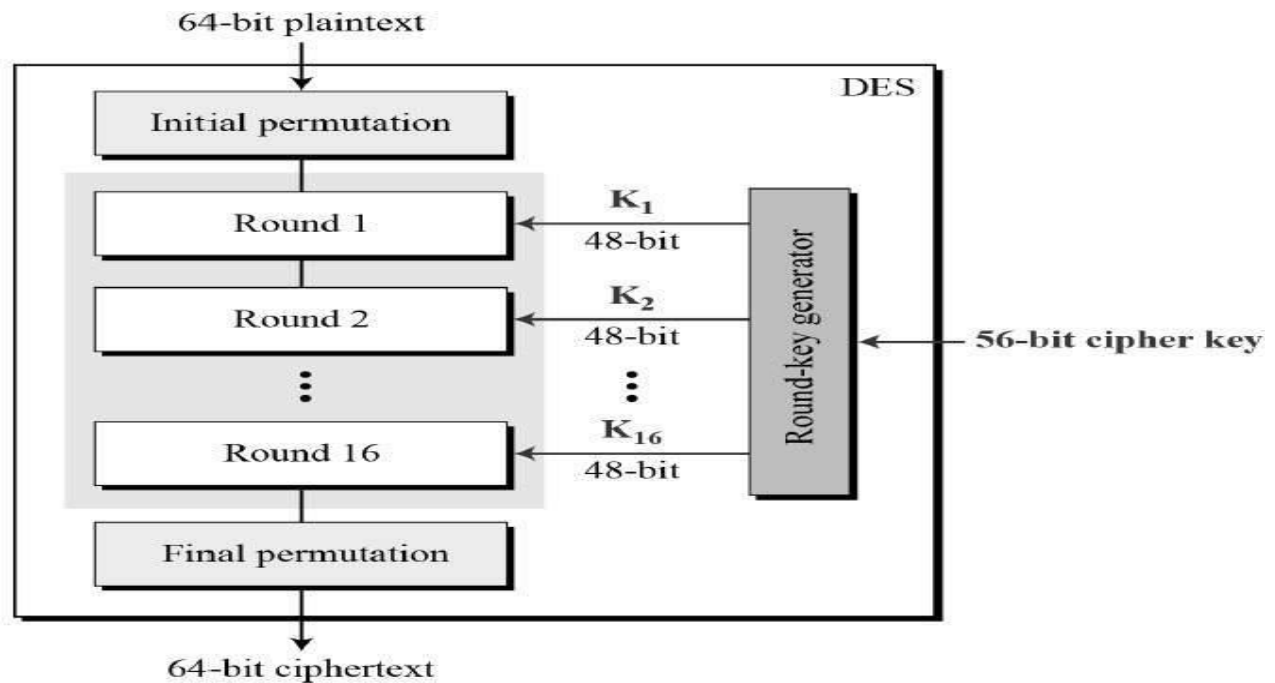 64-bit plaintext
DES
Initial permutation
Round 1
K1
48-bit
Round 2
K2
48-bit
Round-key generator
56-bit cipher key
Round 16
K16
48-bit
Final permutation
64-bit ciphertext